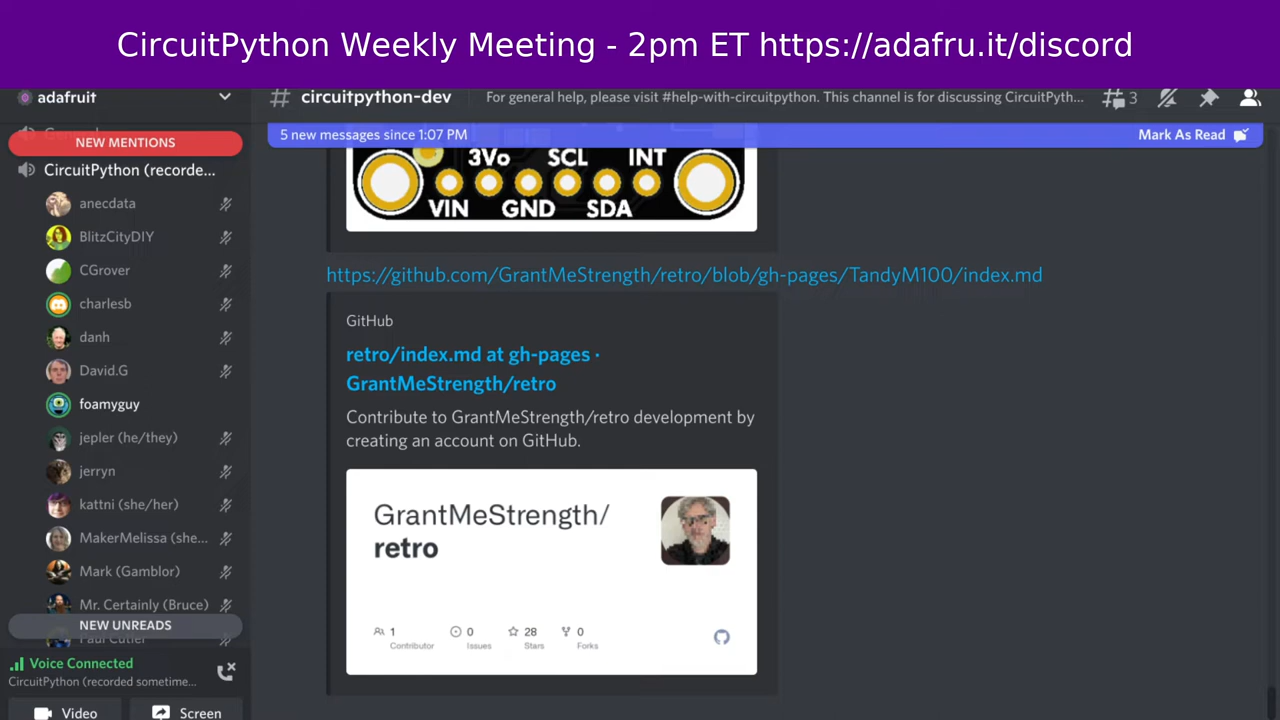 CircuitPython Weekly Meeting - 2pm ET https://adafru.it/discord
adafruit
# circuitpython-dev
For general help, please visit #help-with-circuitpython. This channel is for discussing CircuitPyth...
3
NEW MENTIONS
5 new messages since 1:07 PM
Mark As Read
CircuitPython (recorde...
anecdata
BlitzCityDIY
CGrover
charlesb
danh
David.G
foamyguy
jepler (he/they)
jerryn
kattni (she/her)
MakerMelissa (she...
Mark (Gamblor)
Mr. Certainly (Bruce)
NEW UNREADS
Paul Cutler
Voice Connected
CircuitPython (recorded sometime...
Video
Screen
3Vo SCL INT
VIN GND SDA
https://github.com/GrantMeStrength/retro/blob/gh-pages/TandyM100/index.md
GitHub
retro/index.md at gh-pages ·
GrantMeStrength/retro
Contribute to GrantMeStrength/retro development by
creating an account on GitHub.
GrantMeStrength/
retro
1
Contributor
0
Issues
28
Stars
0
Forks